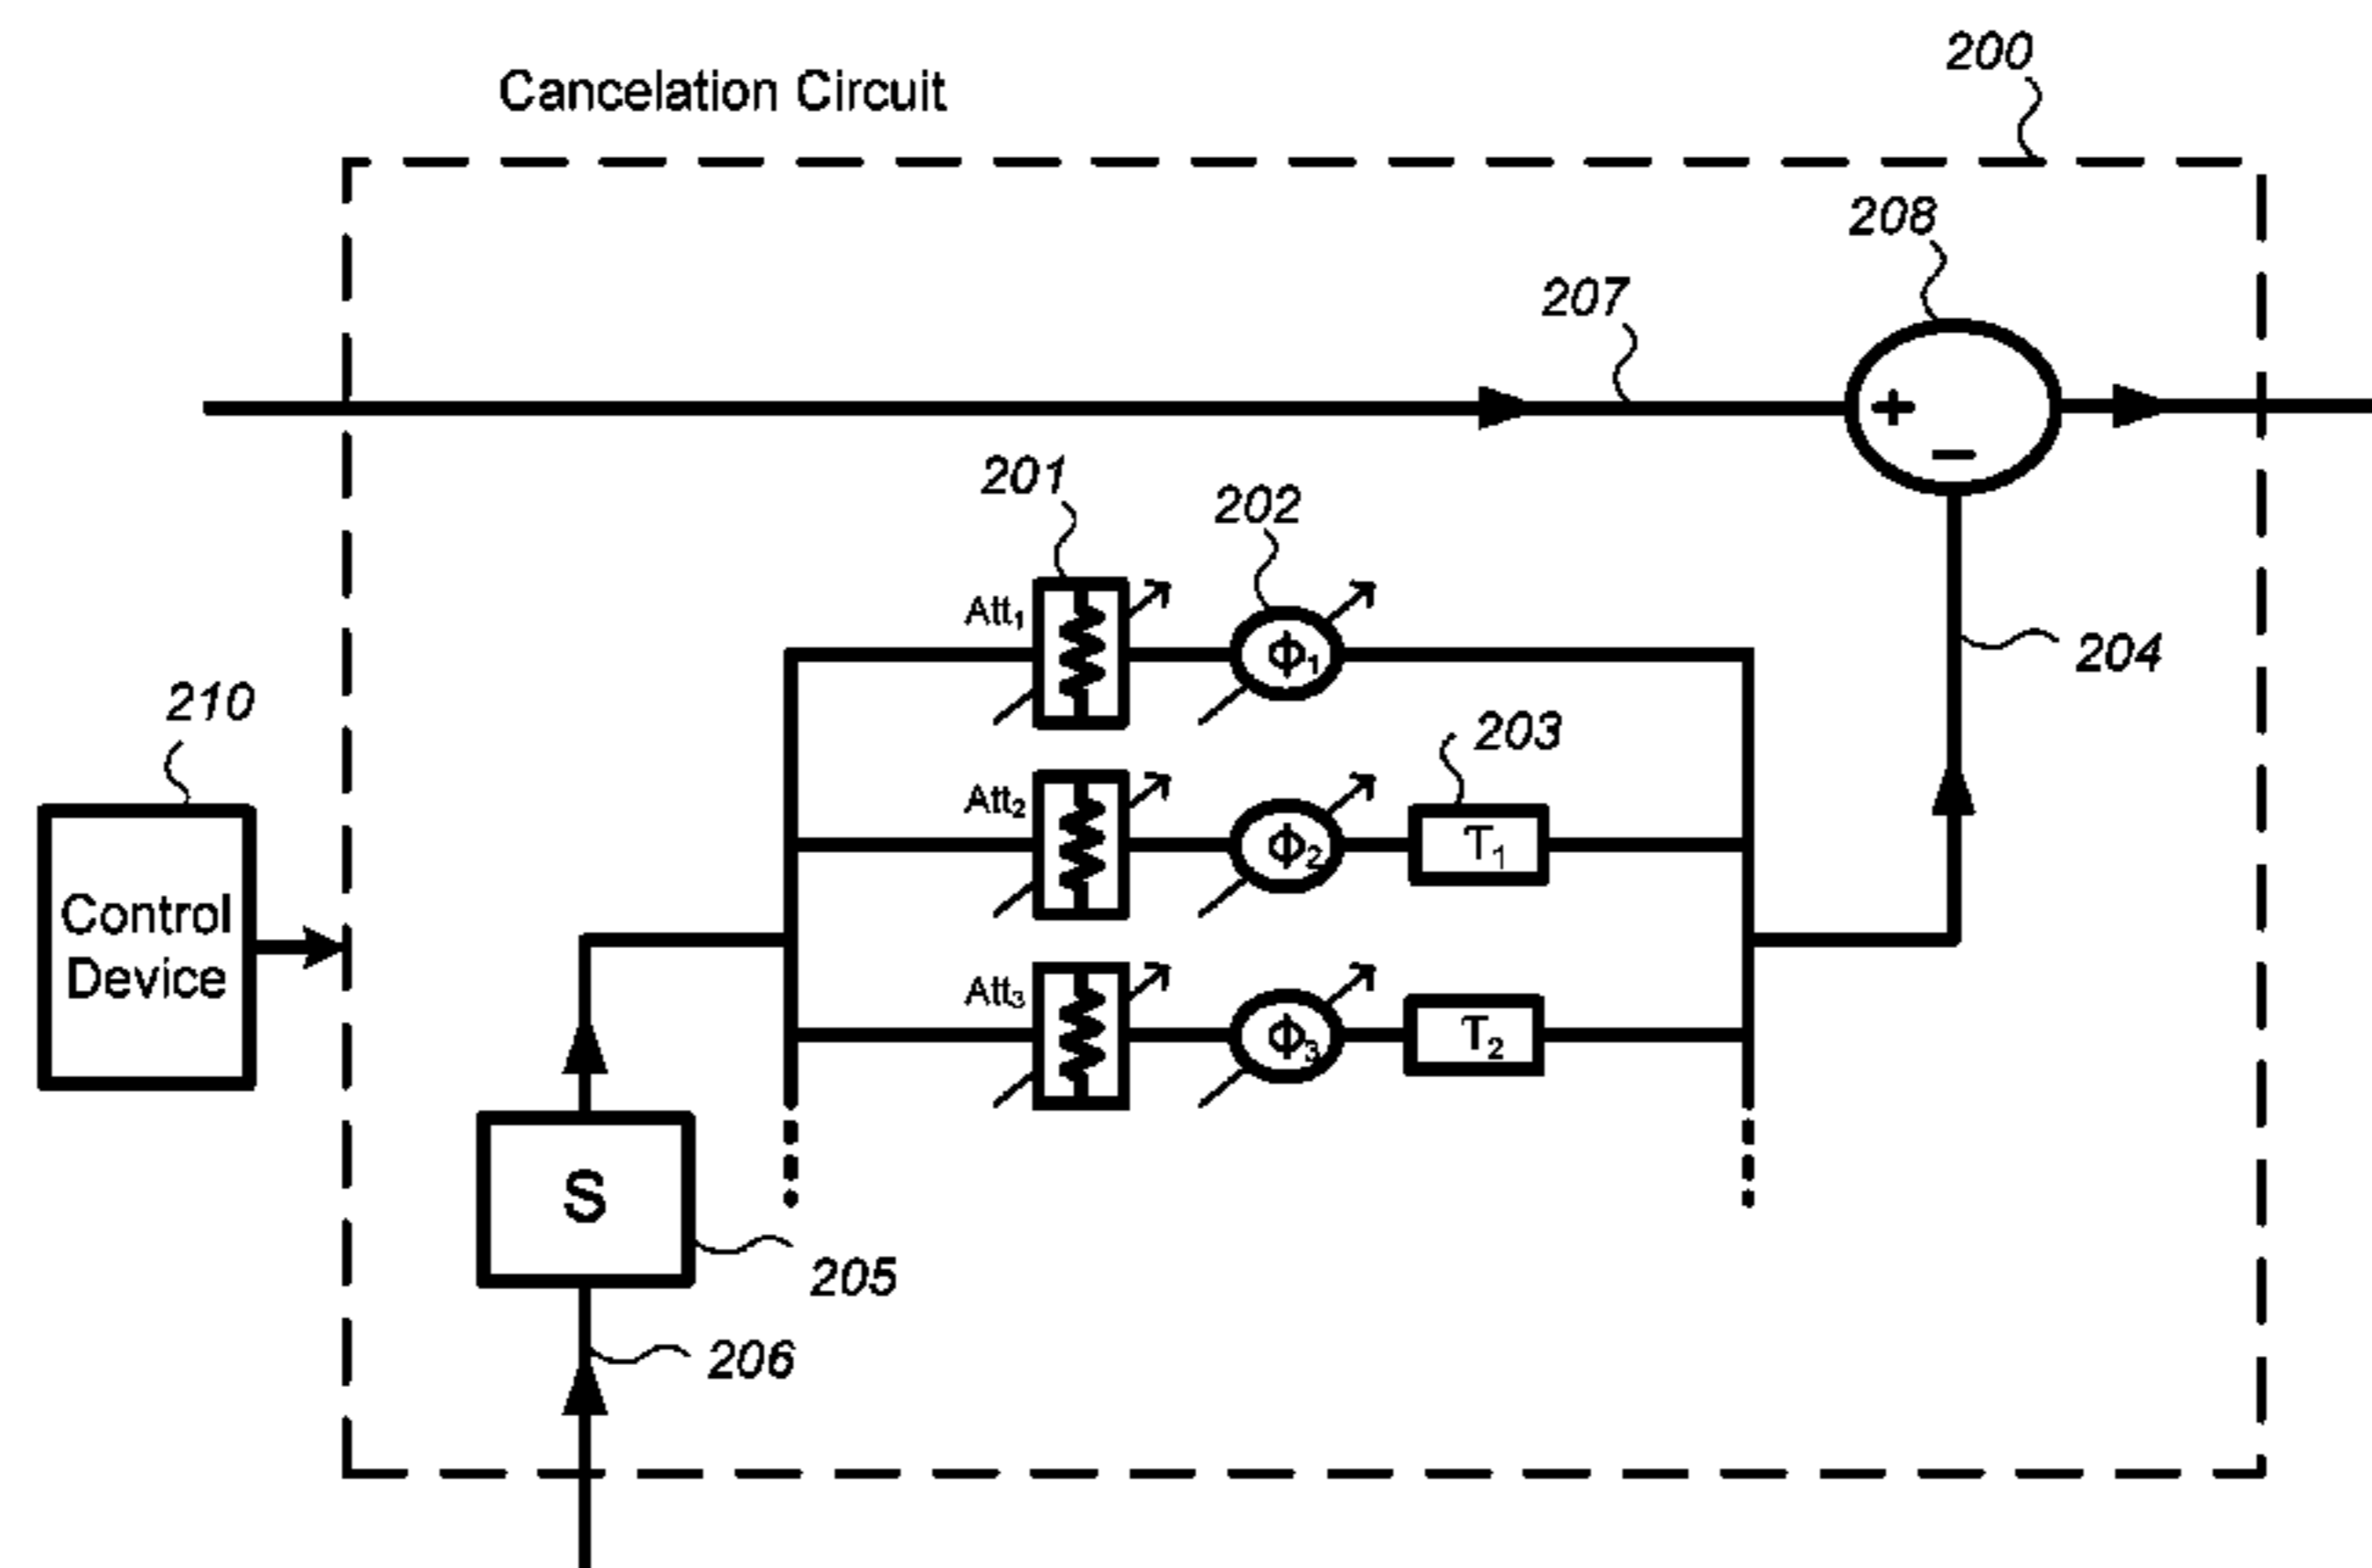 200
Cancelation Circuit
208
207
201
202
+
−
Att₁
Φ₁
204
210
203
Att₂
Φ₂
T₁
Control
Device
Att₃
Φ₃
T₂
S
205
206